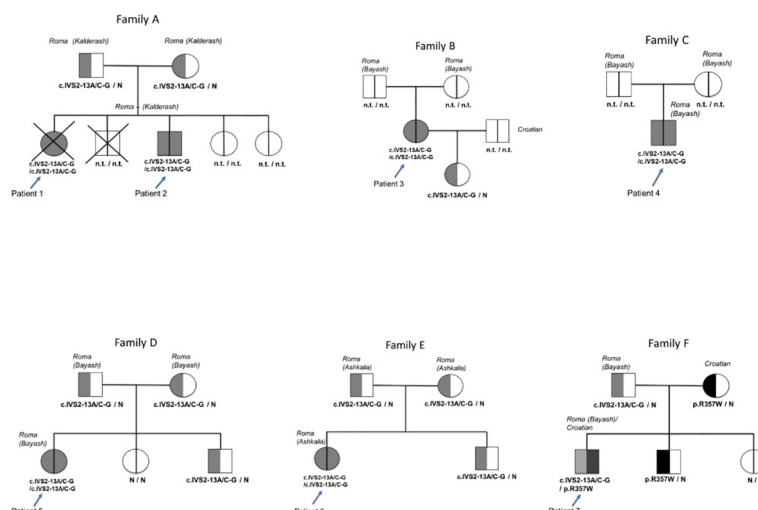 Family A
Roma (Kalderash)
Roma (Kalderash)
c.IVS2-13A/C-G / N
c.IVS2-13A/C-G / N
Roma – (Kalderash)
c.IVS2-13A/C-G
/c.IVS2-13A/C-G
n.t. / n.t.
c.IVS2-13A/C-G
/c.IVS2-13A/C-G
n.t. / n.t.
n.t. / n.t.
Patient 1
Patient 2
Family B
Roma
(Bayash)
Roma
(Bayash)
n.t. / n.t.
n.t. / n.t.
Croatian
c.IVS2-13A/C-G
/c.IVS2-13A/C-G
n.t. / n.t.
Patient 3
c.IVS2-13A/C-G / N
Family C
Roma
(Bayash)
Roma
(Bayash)
n.t. / n.t.
n.t. / n.t.
Roma
(Bayash)
c.IVS2-13A/C-G
/c.IVS2-13A/C-G
Patient 4
Family D
Roma
(Bayash)
Roma
(Bayash)
c.IVS2-13A/C-G / N
c.IVS2-13A/C-G / N
Roma
(Bayash)
c.IVS2-13A/C-G
/c.IVS2-13A/C-G
N / N
c.IVS2-13A/C-G / N
Family E
Roma
(Ashkalia)
Roma
(Ashkalia)
c.IVS2-13A/C-G / N
c.IVS2-13A/C-G / N
Roma
(Ashkalia)
c.IVS2-13A/C-G
/c.IVS2-13A/C-G
c.IVS2-13A/C-G / N
Family F
Roma
(Bayash)
Croatian
c.IVS2-13A/C-G / N
p.R357W / N
Roma (Bayash)/
Croatian
c.IVS2-13A/C-G
/ p.R357W
p.R357W / N
N /